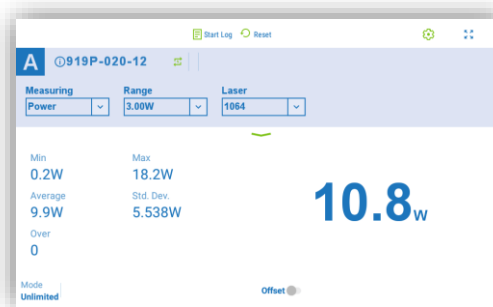 Start Log Reset
A 919P-020-12
Measuring Range Laser
Power 3.00W 1064
Min Max
0.2W 18.2W
Average Std. Dev.
9.9W 5.538W
10.8W
Over
0
Mode
Unlimited
Offset